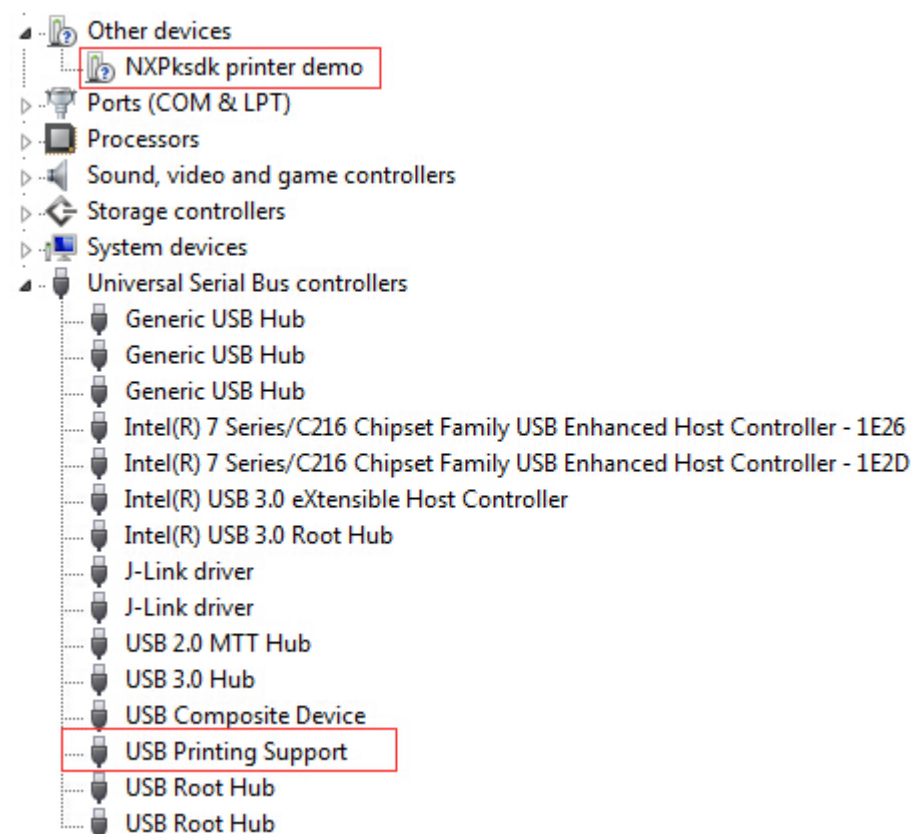 Other devices
NXPksdk printer demo
Ports (COM & LPT)
Processors
Sound, video and game controllers
Storage controllers
System devices
Universal Serial Bus controllers
Generic USB Hub
Generic USB Hub
Generic USB Hub
Intel(R) 7 Series/C216 Chipset Family USB Enhanced Host Controller - 1E26
Intel(R) 7 Series/C216 Chipset Family USB Enhanced Host Controller - 1E2D
Intel(R) USB 3.0 eXtensible Host Controller
Intel(R) USB 3.0 Root Hub
J-Link driver
J-Link driver
USB 2.0 MTT Hub
USB 3.0 Hub
USB Composite Device
USB Printing Support
USB Root Hub
USB Root Hub